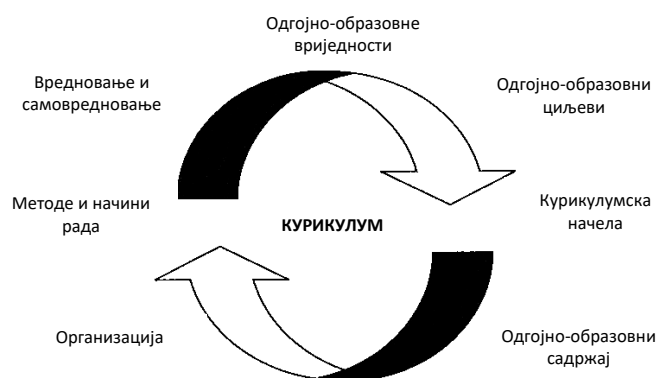 Одгојно-образовне
вриједности
Вредновање и
самовредновање
Одгојно-образовни
циљеви
Методе и начини
рада
КУРИКУЛУМ
Курикулумска
начела
Организација
Одгојно-образовни
садржај